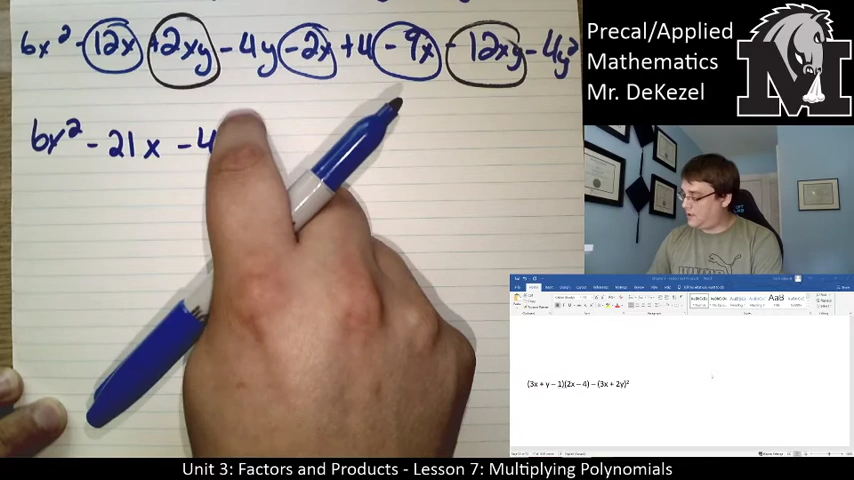 6x² - 12x + 2xy - 4y - 2x + 4 - 9x - 12xy - 4y²
6x² - 21x - 4
Precal/Applied
Mathematics
Mr. DeKezel
(3x + y – 1)(2x – 4) – (3x + 2y)²
Unit 3: Factors and Products - Lesson 7: Multiplying Polynomials